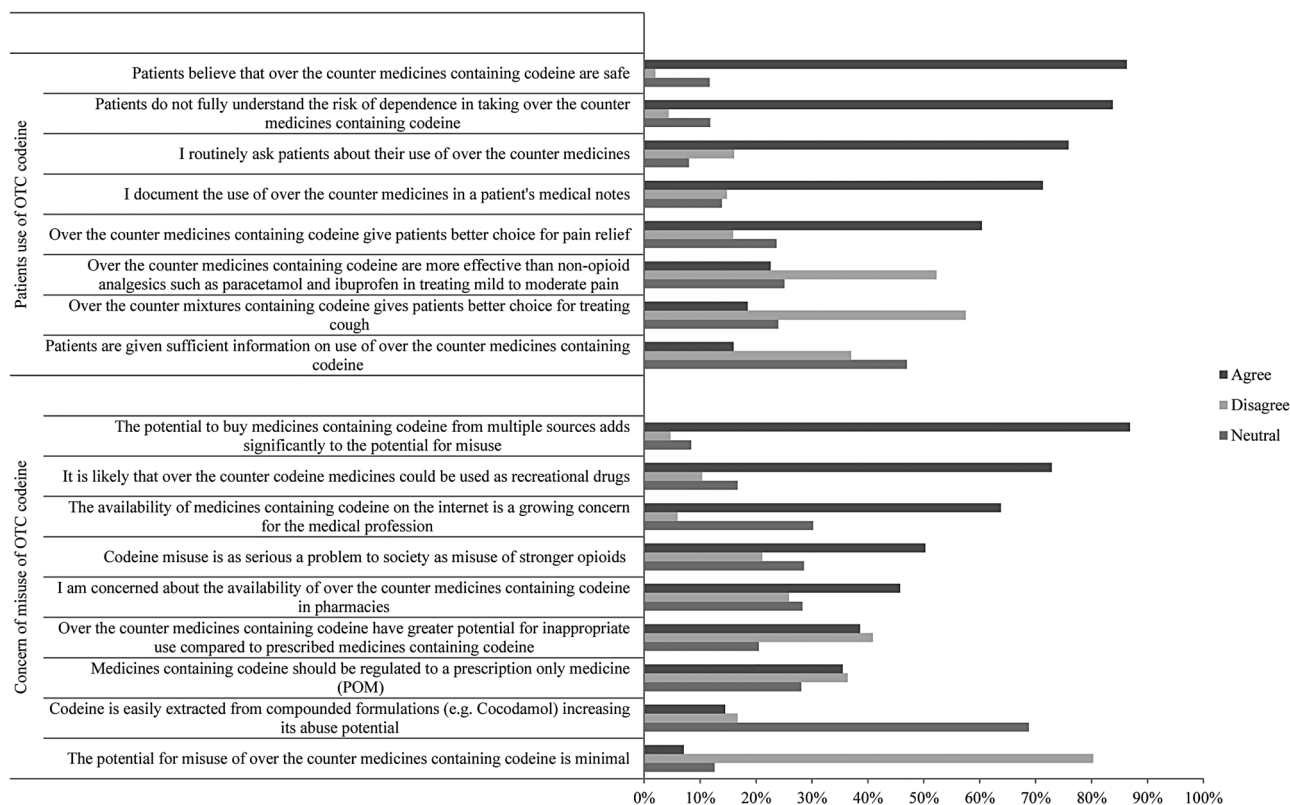 Patients use of OTC codeine
Patients believe that over the counter medicines containing codeine are safe
Patients do not fully understand the risk of dependence in taking over the counter
medicines containing codeine
I routinely ask patients about their use of over the counter medicines
I document the use of over the counter medicines in a patient's medical notes
Over the counter medicines containing codeine give patients better choice for pain relief
Over the counter medicines containing codeine are more effective than non-opioid
analgesics such as paracetamol and ibuprofen in treating mild to moderate pain
Over the counter mixtures containing codeine gives patients better choice for treating
cough
Patients are given sufficient information on use of over the counter medicines containing
codeine
Concern of misuse of OTC codeine
The potential to buy medicines containing codeine from multiple sources adds
significantly to the potential for misuse
It is likely that over the counter codeine medicines could be used as recreational drugs
The availability of medicines containing codeine on the internet is a growing concern
for the medical profession
Codeine misuse is as serious a problem to society as misuse of stronger opioids
I am concerned about the availability of over the counter medicines containing codeine
in pharmacies
Over the counter medicines containing codeine have greater potential for inappropriate
use compared to prescribed medicines containing codeine
Medicines containing codeine should be regulated to a prescription only medicine
(POM)
Codeine is easily extracted from compounded formulations (e.g. Cocodamol) increasing
its abuse potential
The potential for misuse of over the counter medicines containing codeine is minimal
0% 10% 20% 30% 40% 50% 60% 70% 80% 90% 100%
Agree
Disagree
Neutral